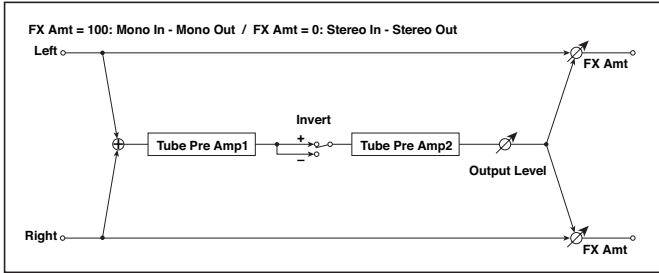 FX Amt = 100: Mono In - Mono Out / FX Amt = 0: Stereo In - Stereo Out
Left
FX Amt
Invert
+
Tube Pre Amp1
Tube Pre Amp2
−
Output Level
Right
FX Amt